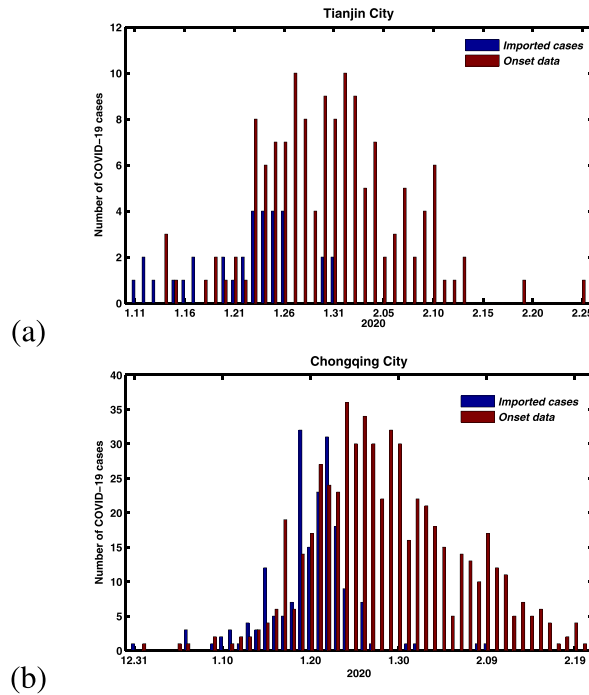 Tianjin City
12
10
8
6
4
2
0
Number of COVID−19 cases
Imported cases
Onset data
1.11 1.16 1.21 1.26 1.31 2.05 2.10 2.15 2.20 2.25
2020
(a)
Chongqing City
40
35
30
25
20
15
10
5
0
Number of COVID−19 cases
Imported cases
Onset data
12.31 1.10 1.20 1.30 2.09 2.19
2020
(b)